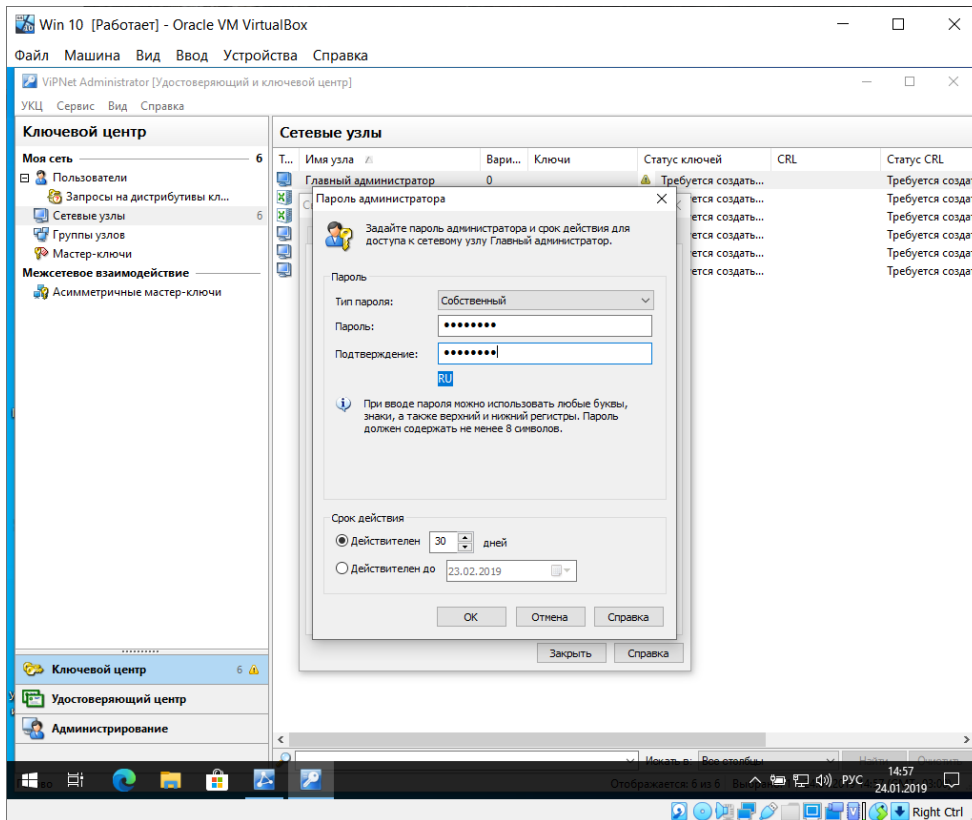 Win 10 [Работает] - Oracle VM VirtualBox
Файл Машина Вид Ввод Устройства Справка
ViPNet Administrator [Удостоверяющий и ключевой центр]
УКЦ Сервис Вид Справка
Ключевой центр
Моя сеть 6
Пользователи
Запросы на дистрибутивы кл...
Сетевые узлы 6
Группы узлов
Мастер-ключи
Межсетевое взаимодействие
Асимметричные мастер-ключи
Ключевой центр 6
Удостоверяющий центр
Администрирование
Сетевые узлы
Т... Имя узла Вари... Ключи Статус ключей CRL Статус CRL
Главный администратор 0 Требуется создать... Требуется созда
ется создать... Требуется созда
ется создать... Требуется созда
ется создать... Требуется созда
ется создать... Требуется созда
ется создать... Требуется созда
Пароль администратора
Задайте пароль администратора и срок действия для
доступа к сетевому узлу Главный администратор.
Пароль
Тип пароля: Собственный
Пароль: ••••••••
Подтверждение: ••••••••
RU
При вводе пароля можно использовать любые буквы,
знаки, а также верхний и нижний регистры. Пароль
должен содержать не менее 8 символов.
Срок действия
Действителен 30 дней
Действителен до 23.02.2019
ОК Отмена Справка
Закрыть Справка
Искать в: Все столбцы Найти
Отображается: 6 из 6
РУС 14:57
24.01.2019
Right Ctrl